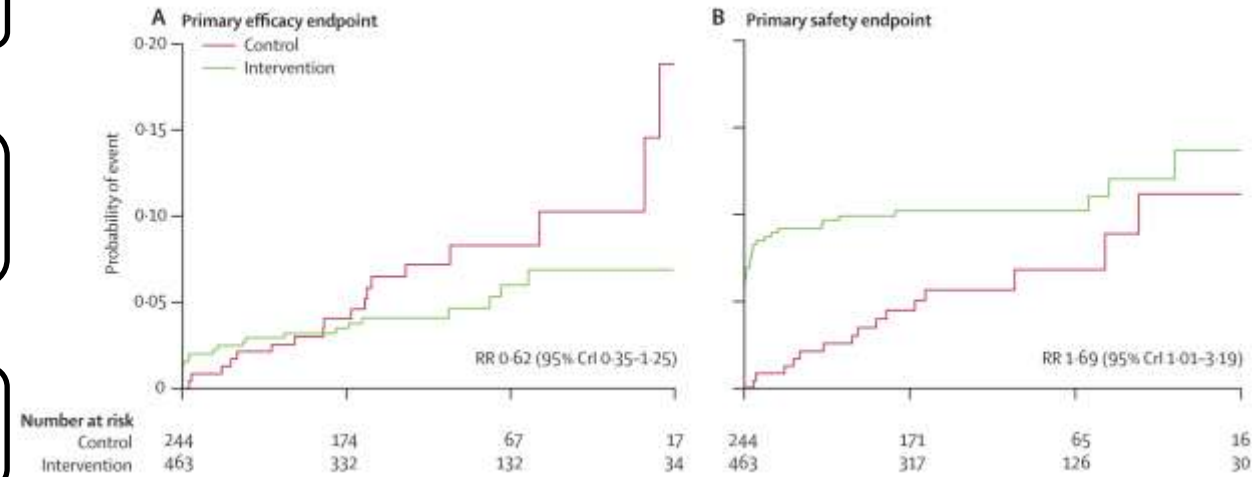 A Primary efficacy endpoint
Control
Intervention
Probability of event
0·20
0·15
0·10
0·05
0
RR 0·62 (95% CrI 0·35–1·25)
B Primary safety endpoint
RR 1·69 (95% CrI 1·01–3·19)
Number at risk
Control 244 174 67 17 244 171 65 16
Intervention 463 332 132 34 463 317 126 30